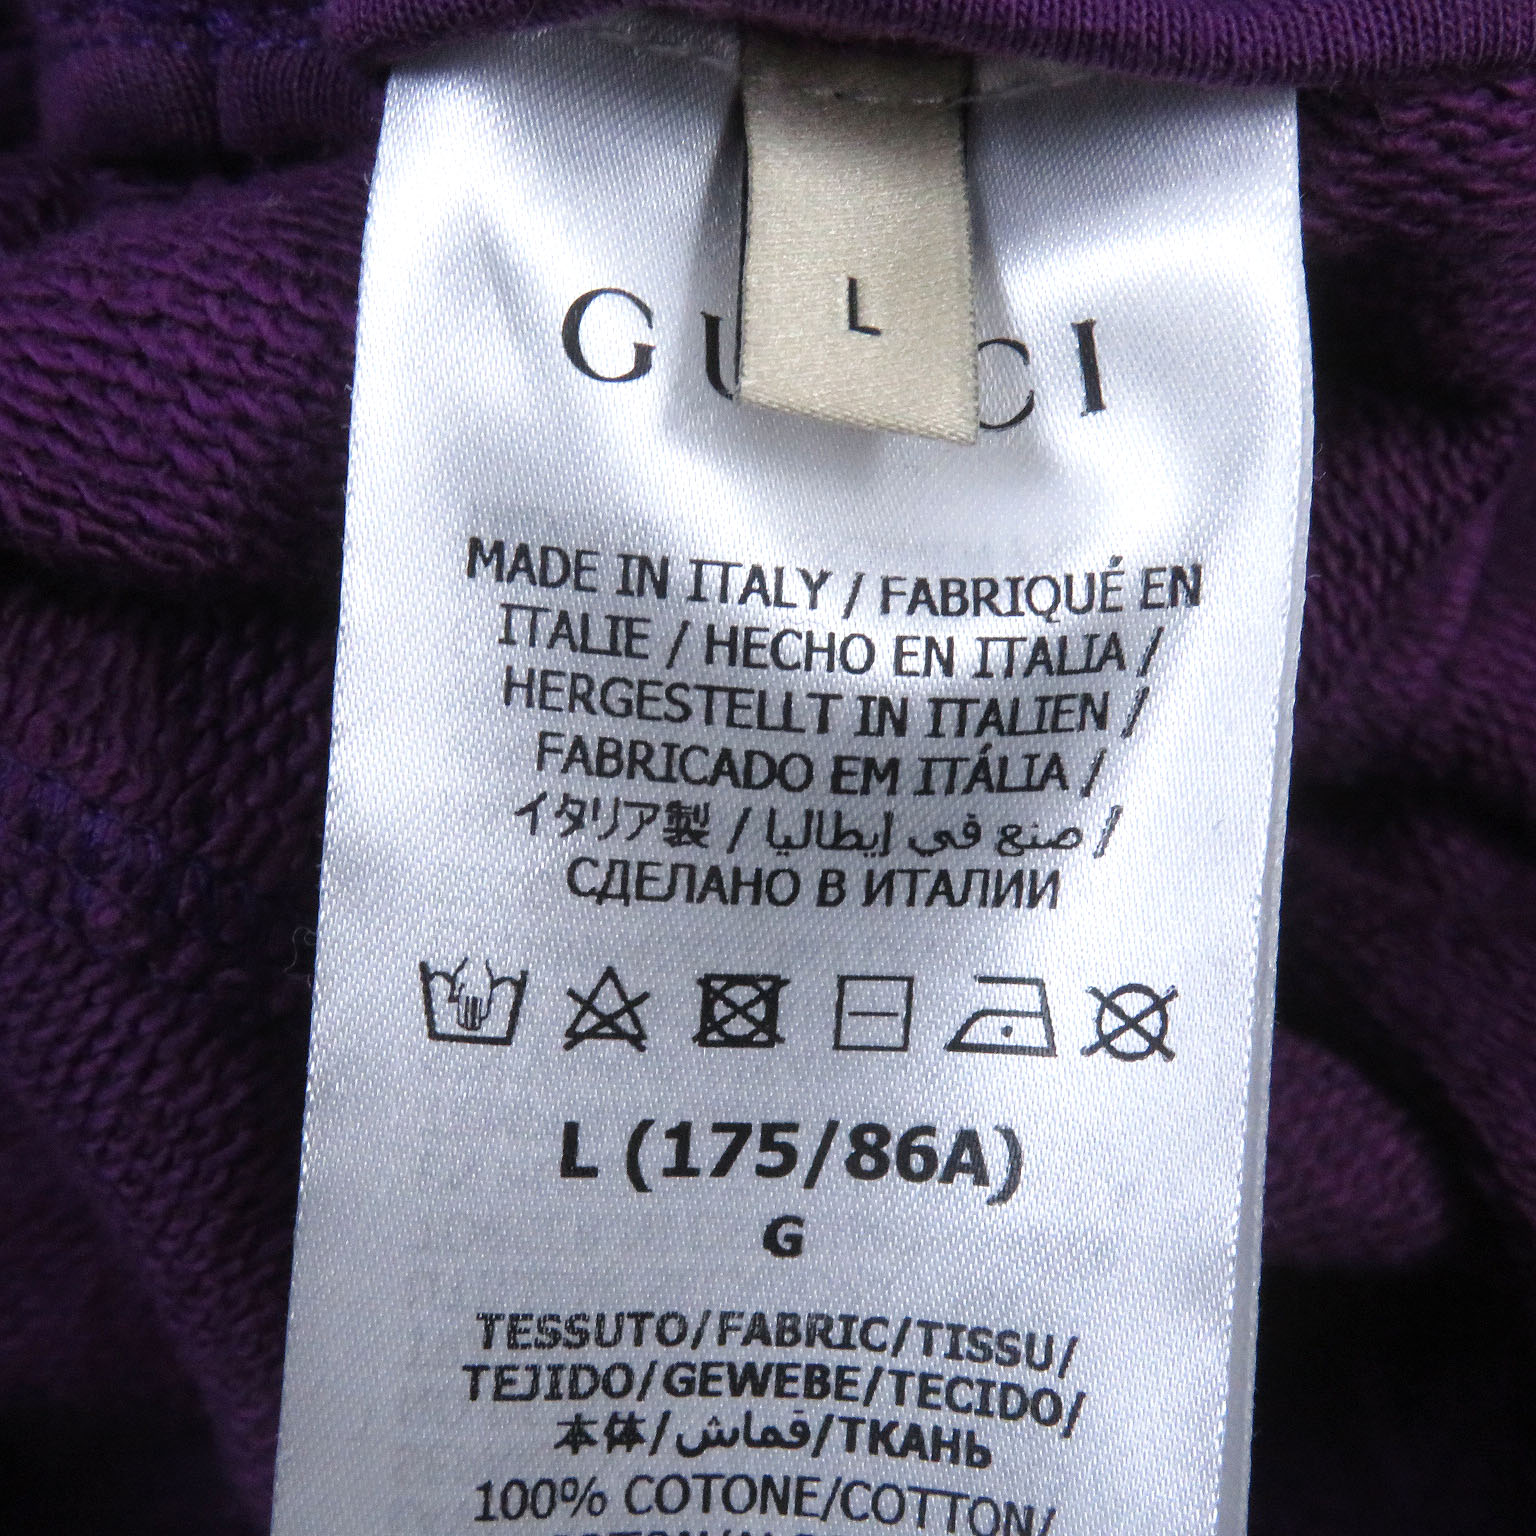 L
GUCCI
MADE IN ITALY / FABRIQUÉ EN
ITALIE / HECHO EN ITALIA /
HERGESTELLT IN ITALIEN /
FABRICADO EM ITÁLIA /
イタリア製 / صنع في إيطاليا /
СДЕЛАНО В ИТАЛИИ
L (175/86A)
G
TESSUTO/FABRIC/TISSU/
TEJIDO/GEWEBE/TECIDO/
本体/قماش/ТКАНЬ
100% COTONE/COTTON/